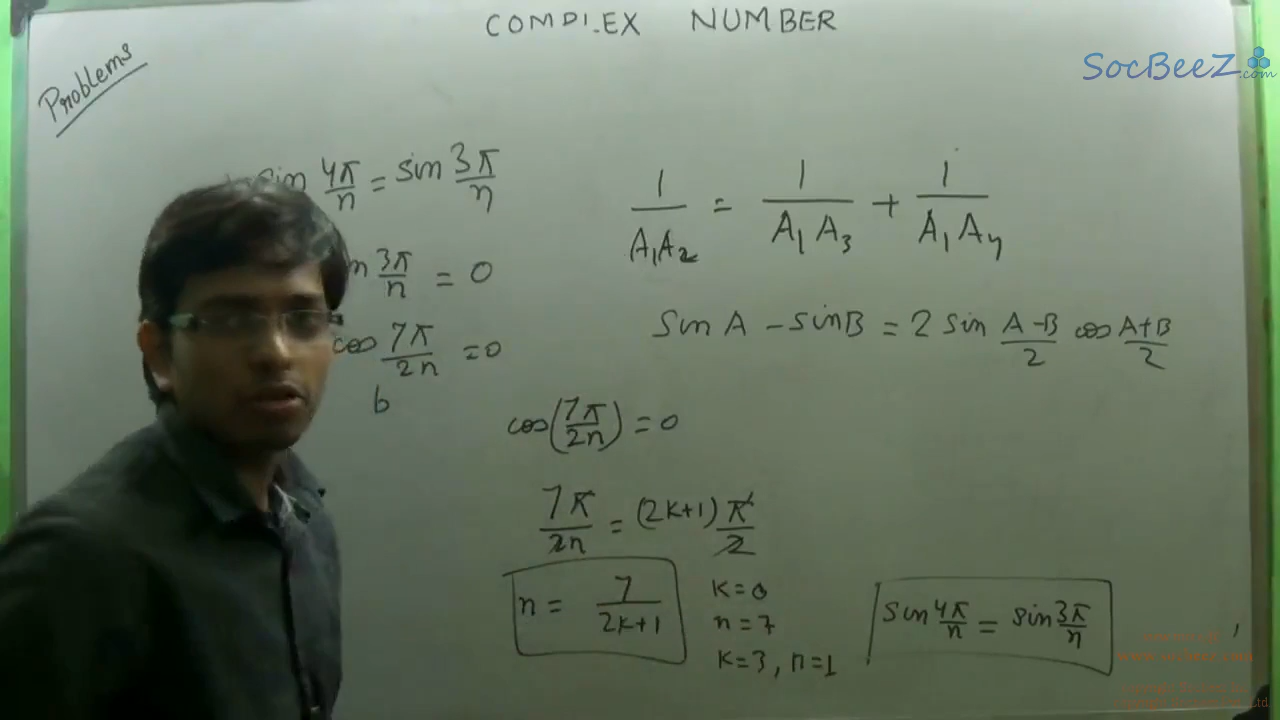 COMPLEX NUMBER
SocBeeZ.com
Problems
sin 4π/n = sin 3π/n
1/A₁A₂ = 1/A₁A₃ + 1/A₁A₄
3π/n = 0
sin A - sin B = 2 sin A-B/2 cos A+B/2
cos 7π/2n = 0
b
cos(7π/2n) = 0
7π/2n = (2k+1) π/2
n = 7/2k+1
k=0
n=7
k=3, n=1
sin 4π/n = sin 3π/n